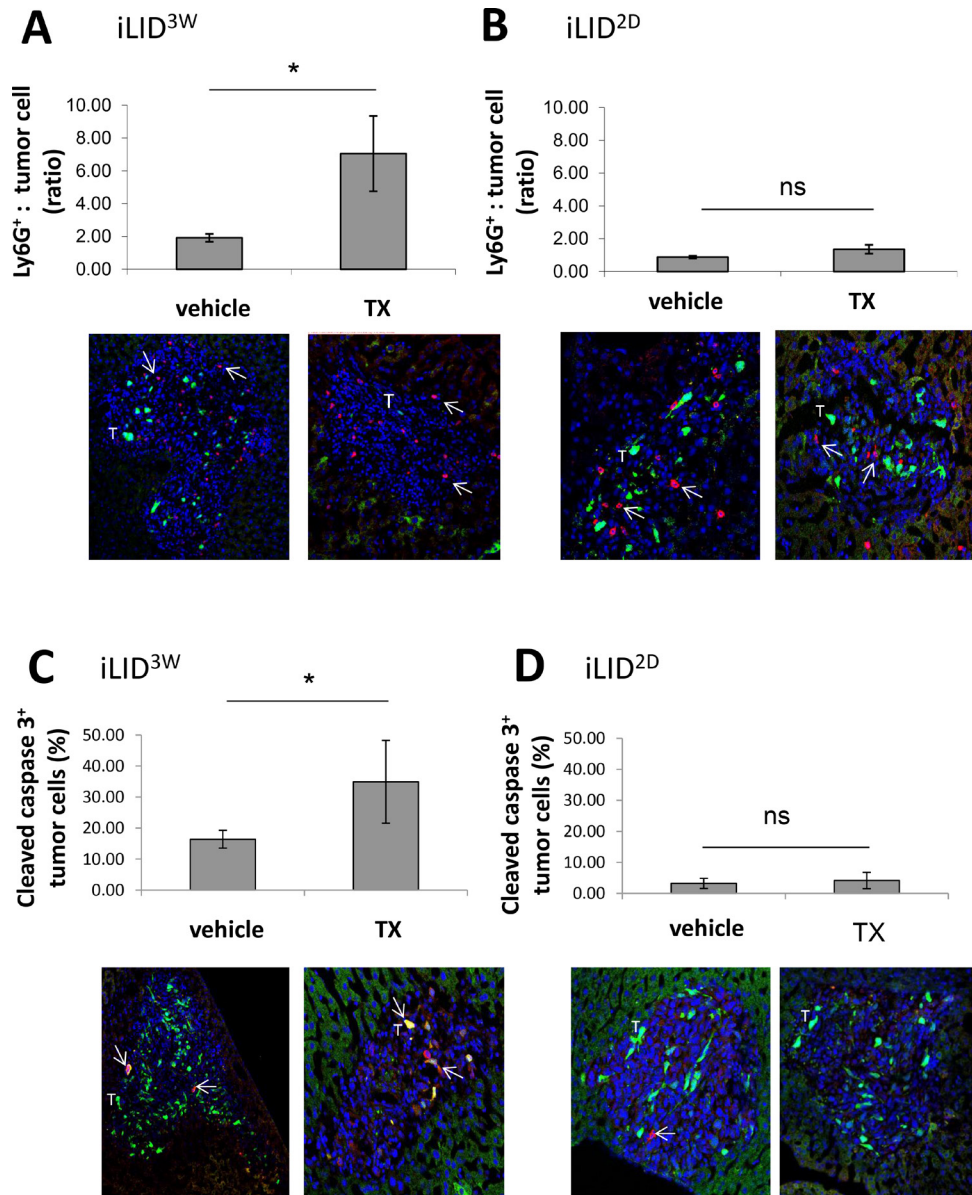 A iLID3W
*
Ly6G+ : tumor cell
(ratio)
10.00
8.00
6.00
4.00
2.00
0.00
vehicle TX
T
T
B iLID2D
ns
Ly6G+ : tumor cell
(ratio)
10.00
8.00
6.00
4.00
2.00
0.00
vehicle TX
T
T
C iLID3W
*
Cleaved caspase 3+
tumor cells (%)
50.00
40.00
30.00
20.00
10.00
0.00
vehicle TX
T
T
D iLID2D
ns
Cleaved caspase 3+
tumor cells (%)
50.00
40.00
30.00
20.00
10.00
0.00
vehicle TX
T
T